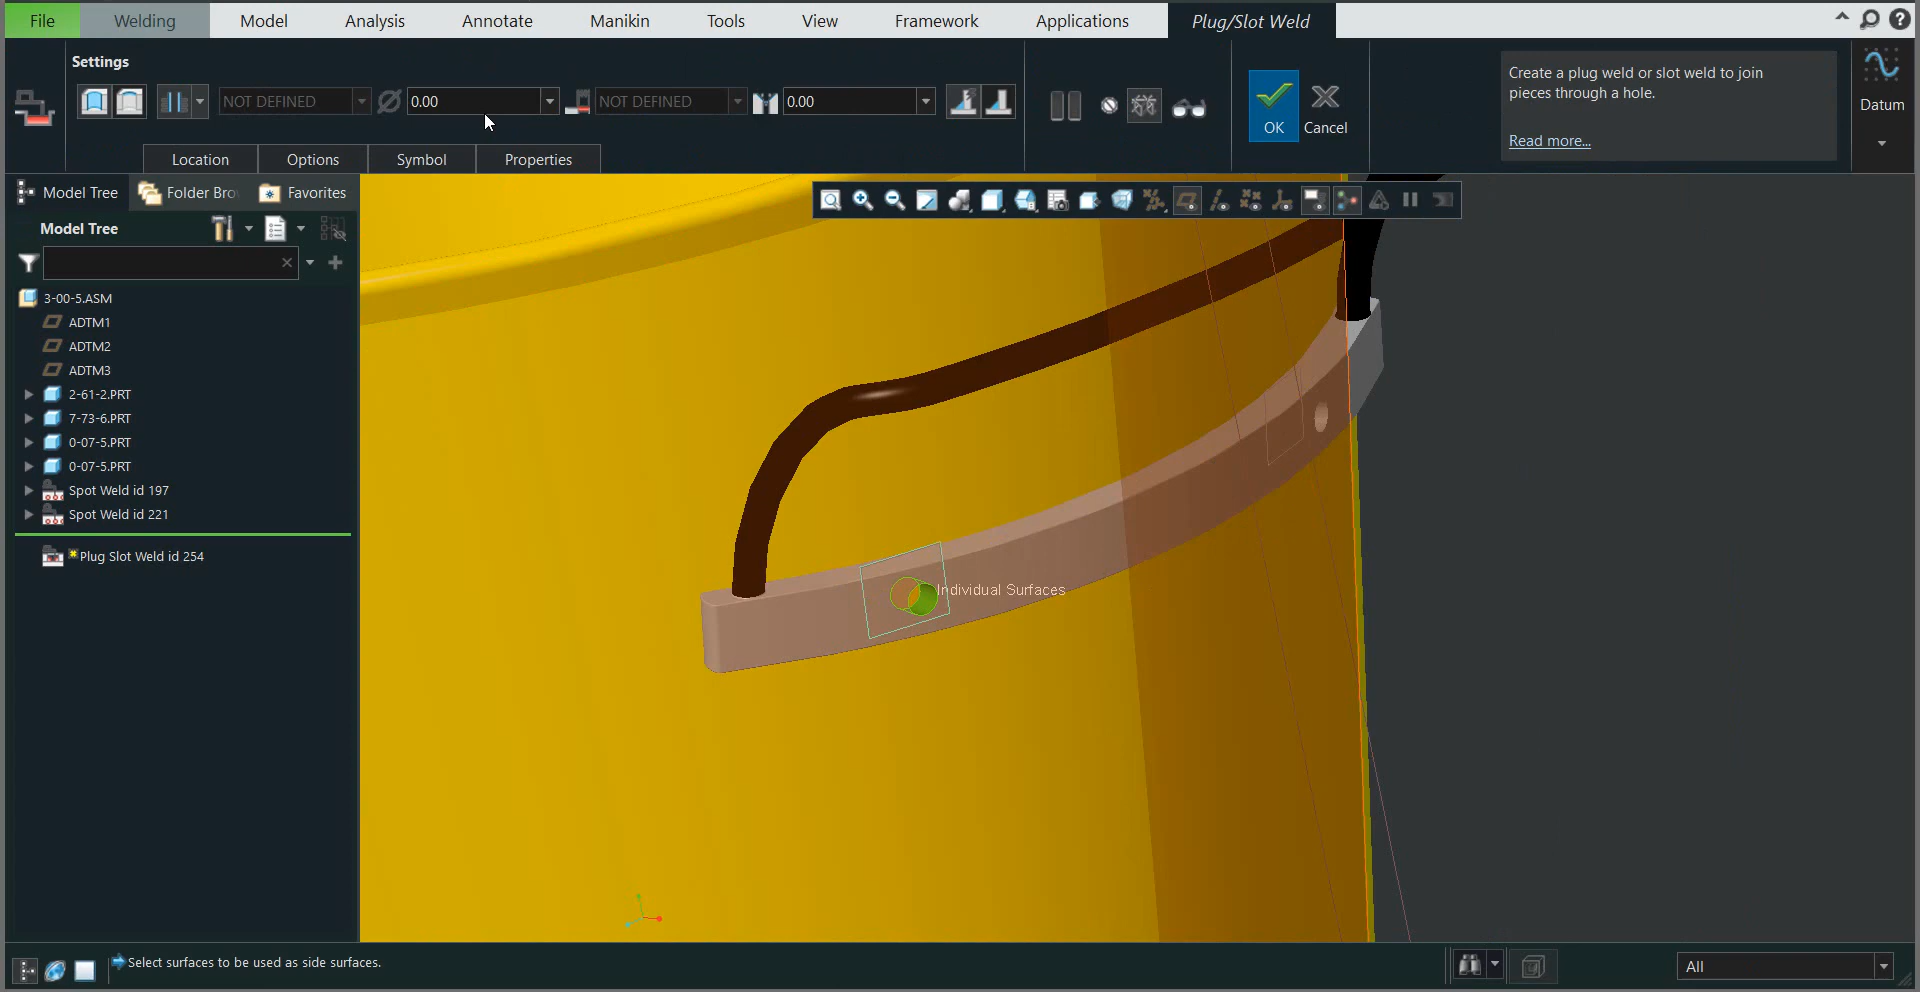 File Welding Model Analysis Annotate Manikin Tools View Framework Applications Plug/Slot Weld
Settings
NOT DEFINED 0.00 NOT DEFINED 0.00
OK Cancel
Create a plug weld or slot weld to join
pieces through a hole.
Read more...
Datum
Location Options Symbol Properties
Model Tree Folder Bro Favorites
Model Tree
3-00-5.ASM
ADTM1
ADTM2
ADTM3
2-61-2.PRT
7-73-6.PRT
0-07-5.PRT
0-07-5.PRT
Spot Weld id 197
Spot Weld id 221
Plug Slot Weld id 254
Individual Surfaces
Select surfaces to be used as side surfaces.
All